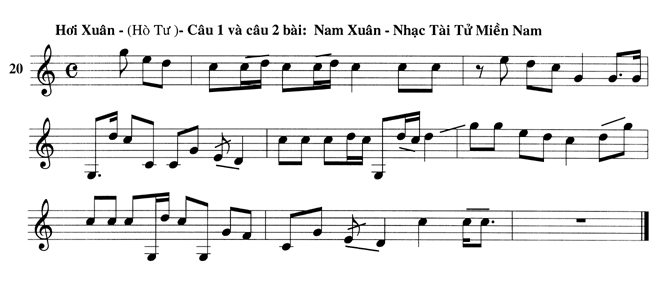 Hơi Xuân - (Hò Tư )- Câu 1 và câu 2 bài: Nam Xuân - Nhạc Tài Tử Miền Nam
20